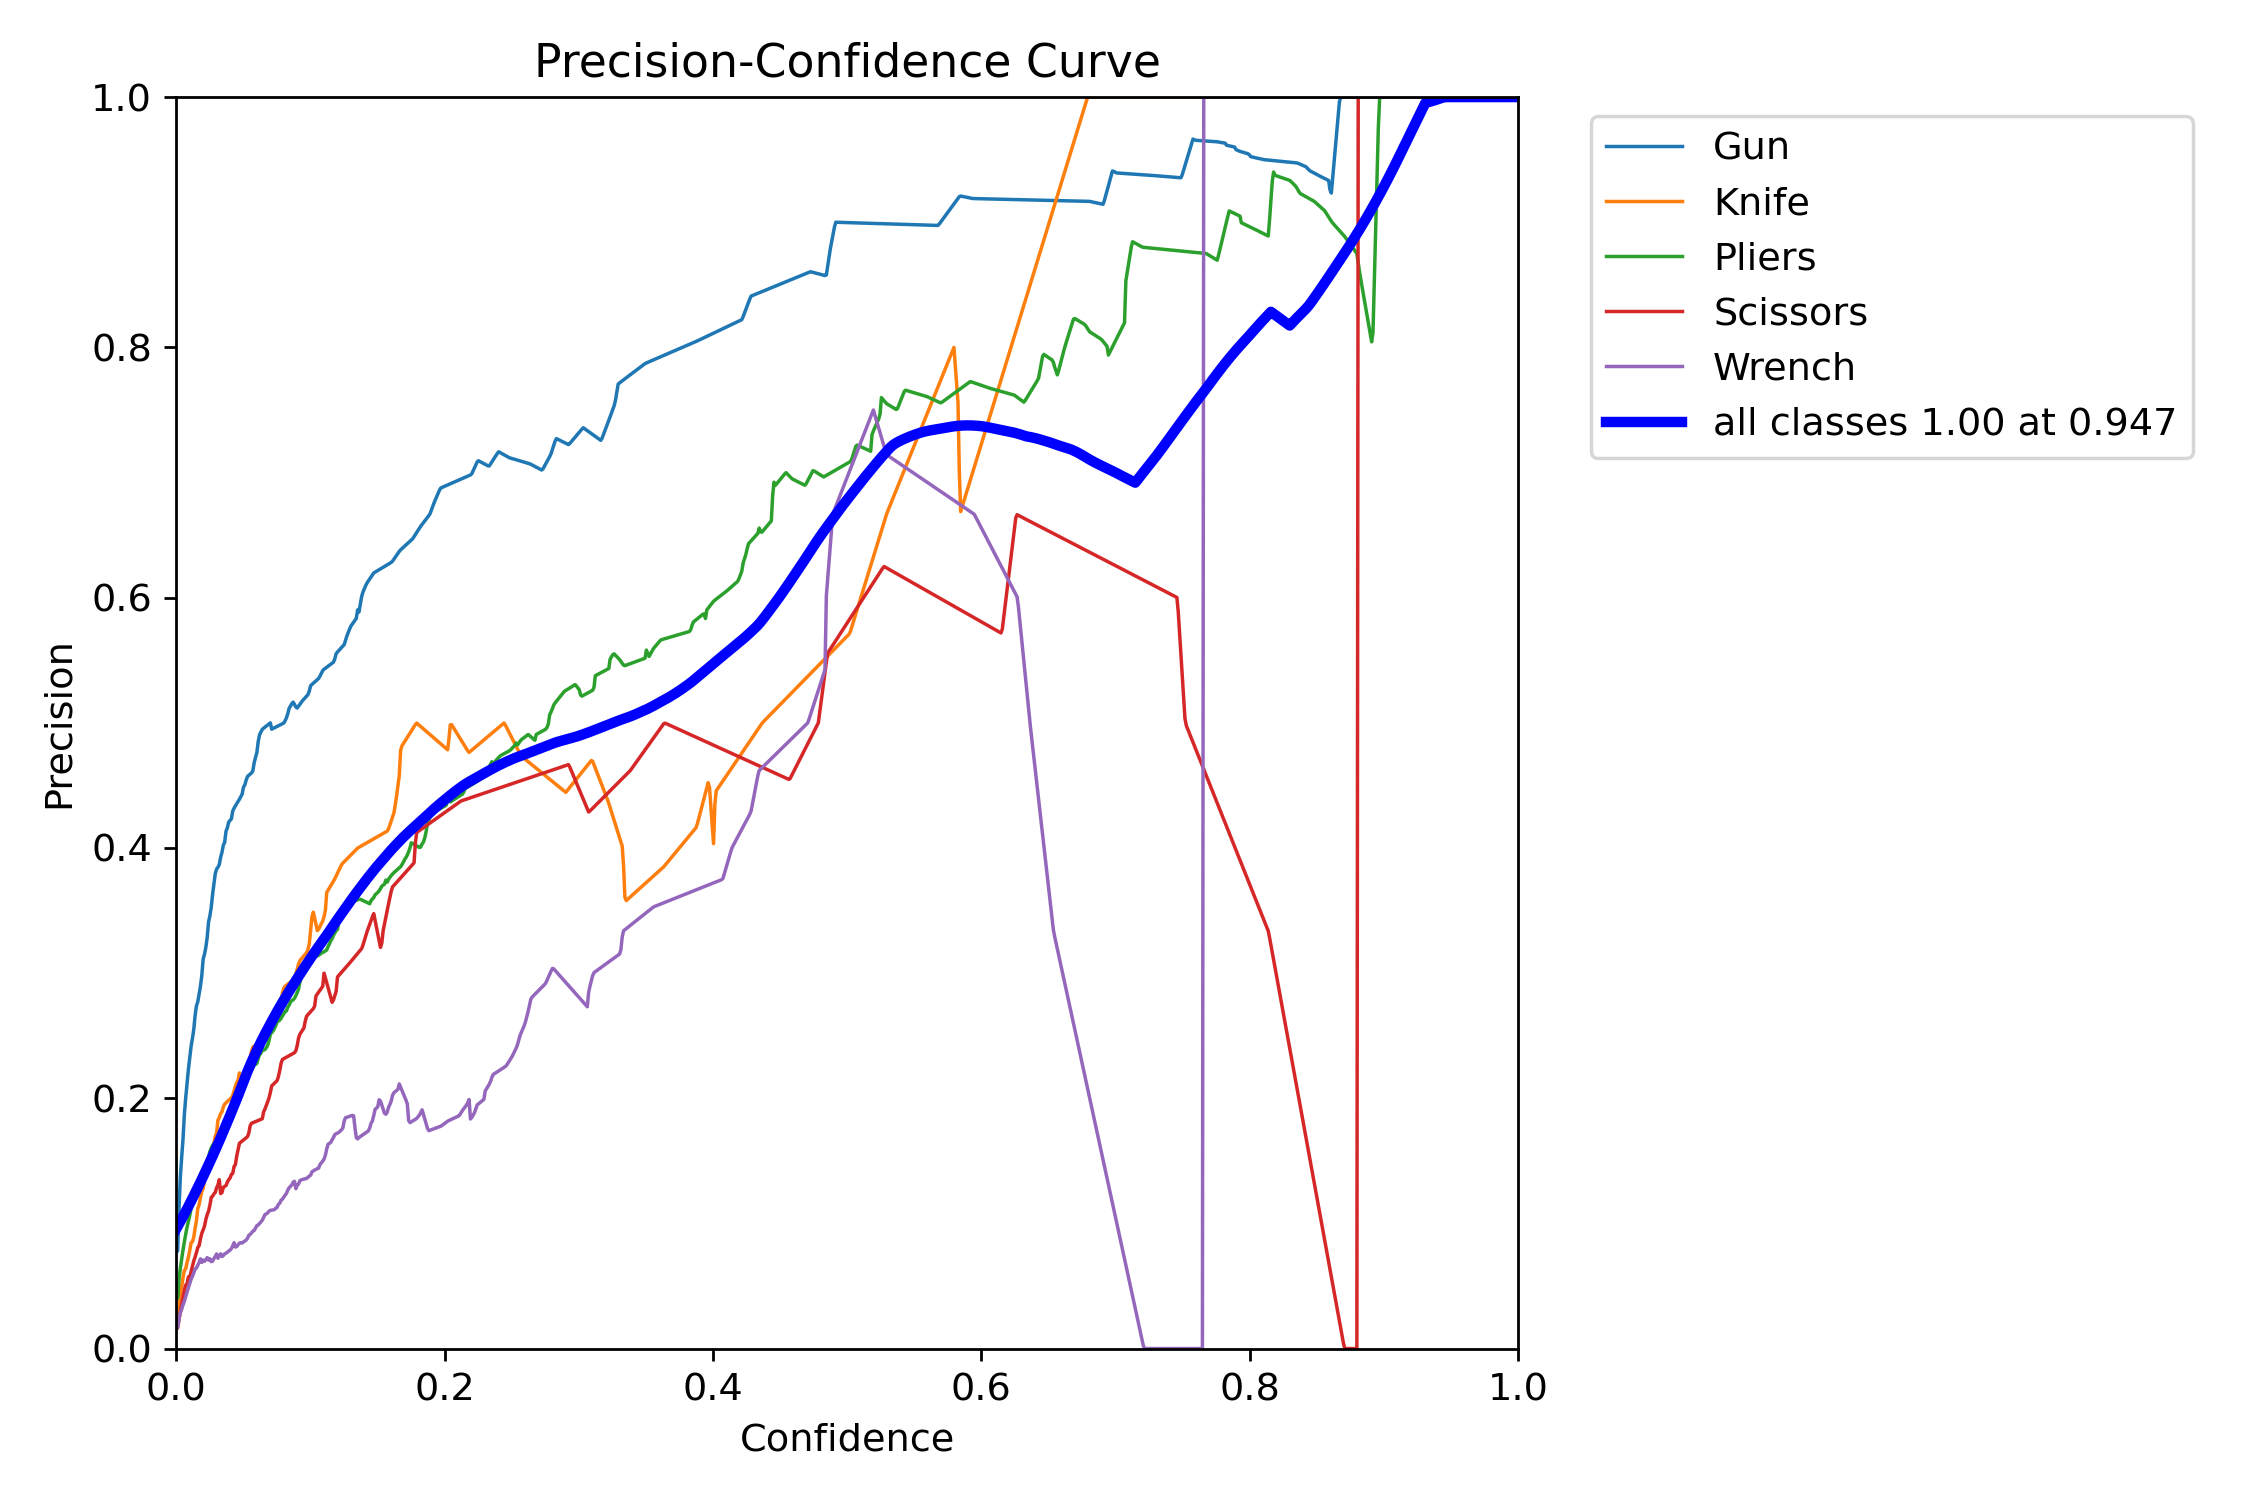 Precision-Confidence Curve
1.0
0.8
0.6
0.4
0.2
0.0
Precision
0.0 0.2 0.4 0.6 0.8 1.0
Confidence
Gun
Knife
Pliers
Scissors
Wrench
all classes 1.00 at 0.947